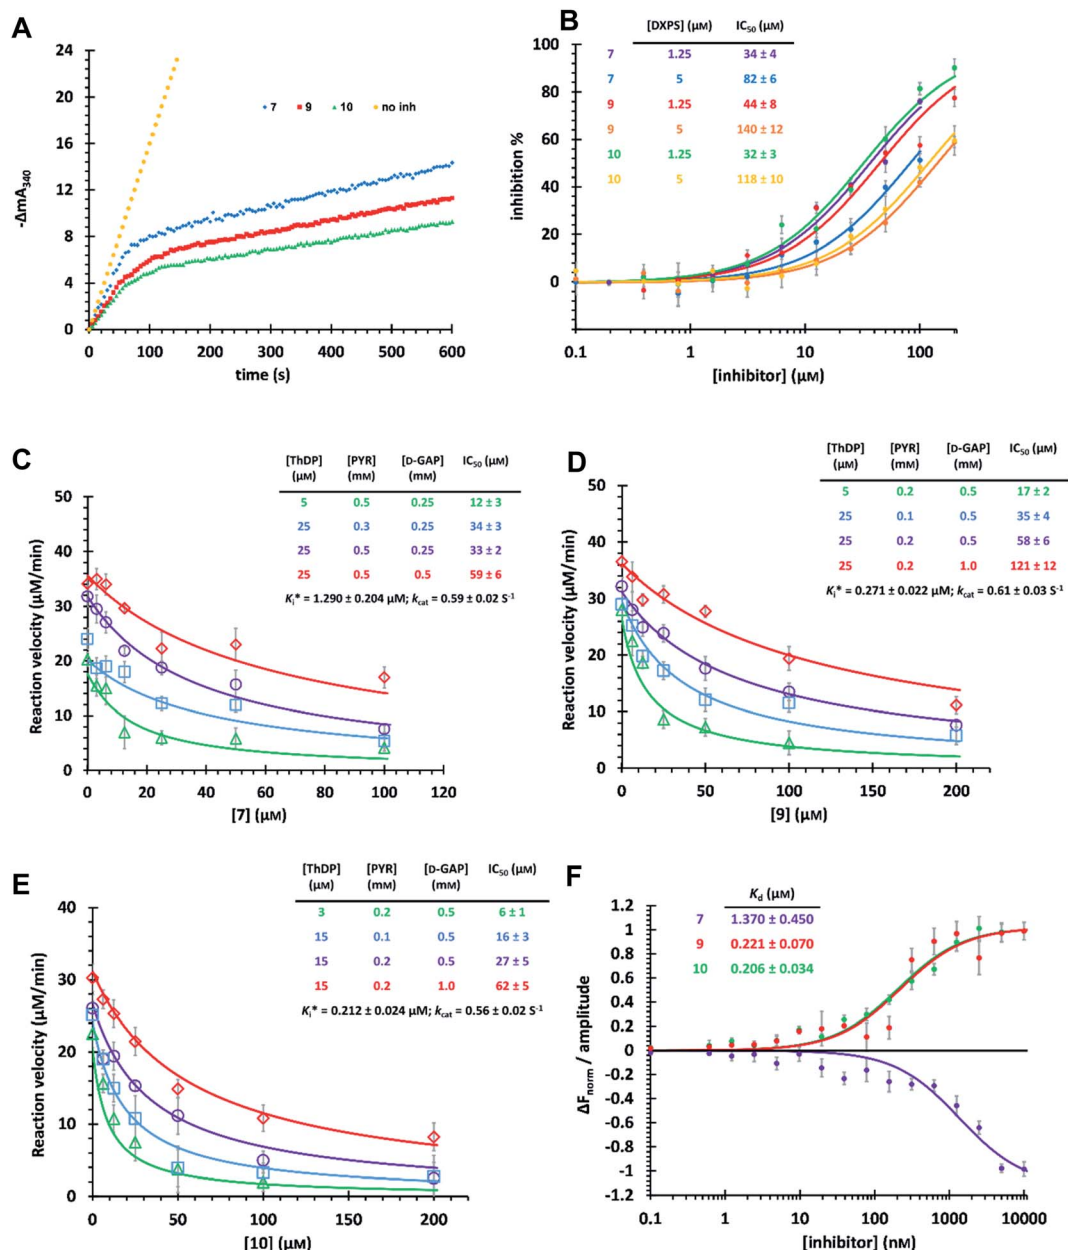 A
24
20
16
12
8
4
0
-ΔmA340
7 9 10 no inh
0 100 200 300 400 500 600
time (s)
B
[DXPS] (μM) IC50 (μM)
7 1.25 34 ± 4
7 5 82 ± 6
9 1.25 44 ± 8
9 5 140 ± 12
10 1.25 32 ± 3
10 5 118 ± 10
100
80
60
40
20
0
inhibition %
0.1 1 10 100
[inhibitor] (μM)
C
[ThDP] [PYR] [D-GAP] IC50 (μM)
(μM) (mM) (mM)
5 0.5 0.25 12 ± 3
25 0.3 0.25 34 ± 3
25 0.5 0.25 33 ± 2
25 0.5 0.5 59 ± 6
Ki* = 1.290 ± 0.204 μM; kcat = 0.59 ± 0.02 S-1
50
40
30
20
10
0
Reaction velocity (μM/min)
0 20 40 60 80 100 120
[7] (μM)
D
[ThDP] [PYR] [D-GAP] IC50 (μM)
(μM) (mM) (mM)
5 0.2 0.5 17 ± 2
25 0.1 0.5 35 ± 4
25 0.2 0.5 58 ± 6
25 0.2 1.0 121 ± 12
Ki* = 0.271 ± 0.022 μM; kcat = 0.61 ± 0.03 S-1
50
40
30
20
10
0
Reaction velocity (μM/min)
0 50 100 150 200
[9] (μM)
E
[ThDP] [PYR] [D-GAP] IC50 (μM)
(μM) (mM) (mM)
3 0.2 0.5 6 ± 1
15 0.1 0.5 16 ± 3
15 0.2 0.5 27 ± 5
15 0.2 1.0 62 ± 5
Ki* = 0.212 ± 0.024 μM; kcat = 0.56 ± 0.02 S-1
40
30
20
10
0
Reaction velocity (μM/min)
0 50 100 150 200
[10] (μM)
F
Kd (μM)
7 1.370 ± 0.450
9 0.221 ± 0.070
10 0.206 ± 0.034
1.2
1
0.8
0.6
0.4
0.2
0
-0.2
-0.4
-0.6
-0.8
-1
-1.2
ΔFnorm / amplitude
0.1 1 10 100 1000 10000
[inhibitor] (nM)